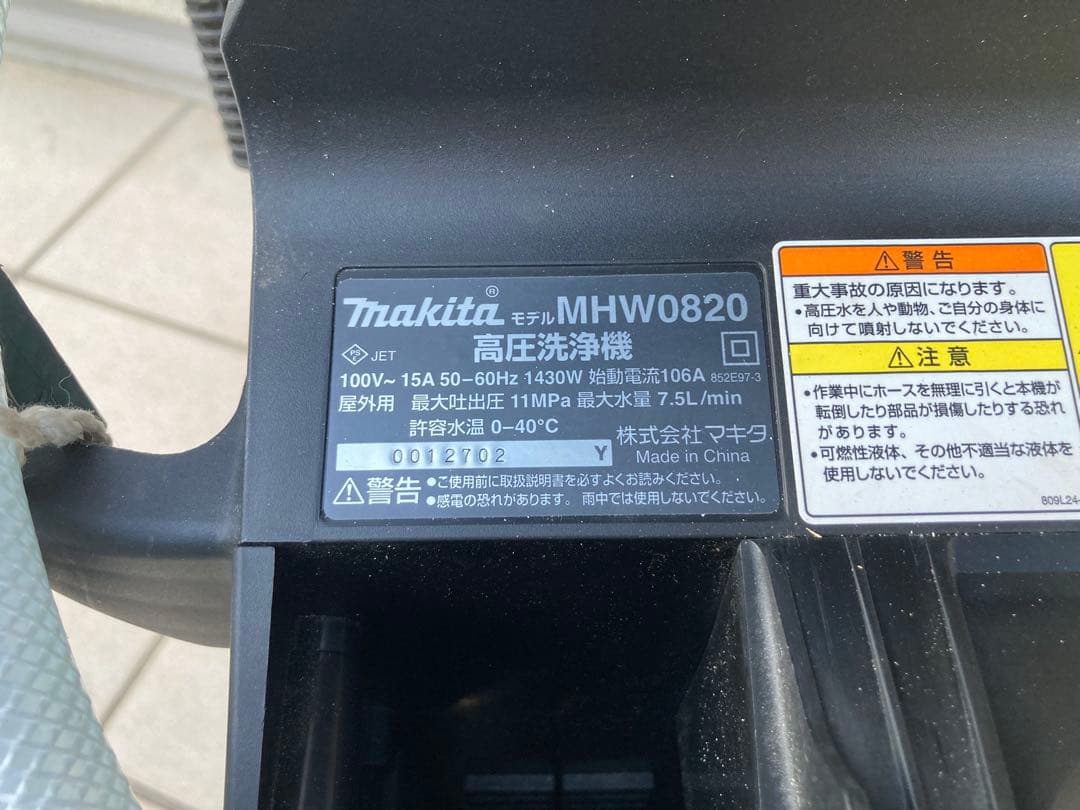 makita® モデル MHW0820
PS E JET 高圧洗浄機
100V~ 15A 50-60Hz 1430W 始動電流106A 852E97-3
屋外用 最大吐出圧 11MPa 最大水量 7.5L/min
許容水温 0-40°C
株式会社 マキタ
0012702 Y Made in China
⚠警告 ●ご使用前に取扱説明書を必ずよくお読みください。
●感電の恐れがあります。雨中では使用しないでください。
⚠警告
重大事故の原因になります。
•高圧水を人や動物、ご自分の身体に
向けて噴射しないでください。
⚠注意
•作業中にホースを無理に引くと本機が
転倒したり部品が損傷したりする恐れ
があります。
•可燃性液体、その他不適当な液体を
使用しないでください。
809L24-